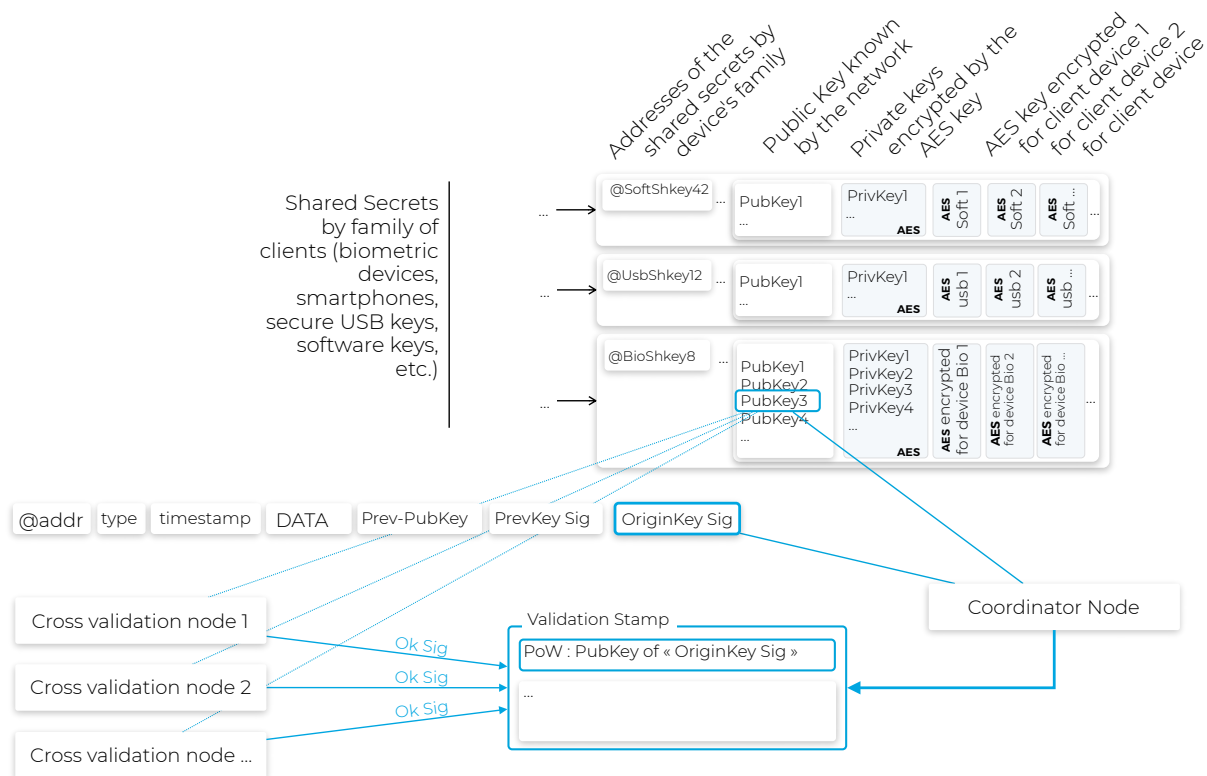 Addresses of the
shared secrets by
device's family
Public Key known
by the network
Private keys
encrypted by the
AES key
AES key encrypted
for client device 1
for client device 2
for client device
Shared Secrets
by family of
clients (biometric
devices,
smartphones,
secure USB keys,
software keys,
etc.)
...
@SoftShkey42
...
PubKey1
...
PrivKey1
...
AES
AES
Soft 1
AES
Soft 2
AES
Soft ...
...
...
@UsbShkey12
...
PubKey1
...
PrivKey1
...
AES
AES
usb 1
AES
usb 2
AES
usb ...
...
...
@BioShkey8
...
PubKey1
PubKey2
PubKey3
PubKey4
...
PrivKey1
PrivKey2
PrivKey3
PrivKey4
...
AES
AES encrypted
for device Bio 1
AES encrypted
for device Bio 2
AES encrypted
for device Bio ...
...
@addr
type
timestamp
DATA
Prev-PubKey
PrevKey Sig
OriginKey Sig
Cross validation node 1
Cross validation node 2
Cross validation node ...
Ok Sig
Ok Sig
Ok Sig
Validation Stamp
PoW : PubKey of « OriginKey Sig »
...
Coordinator Node